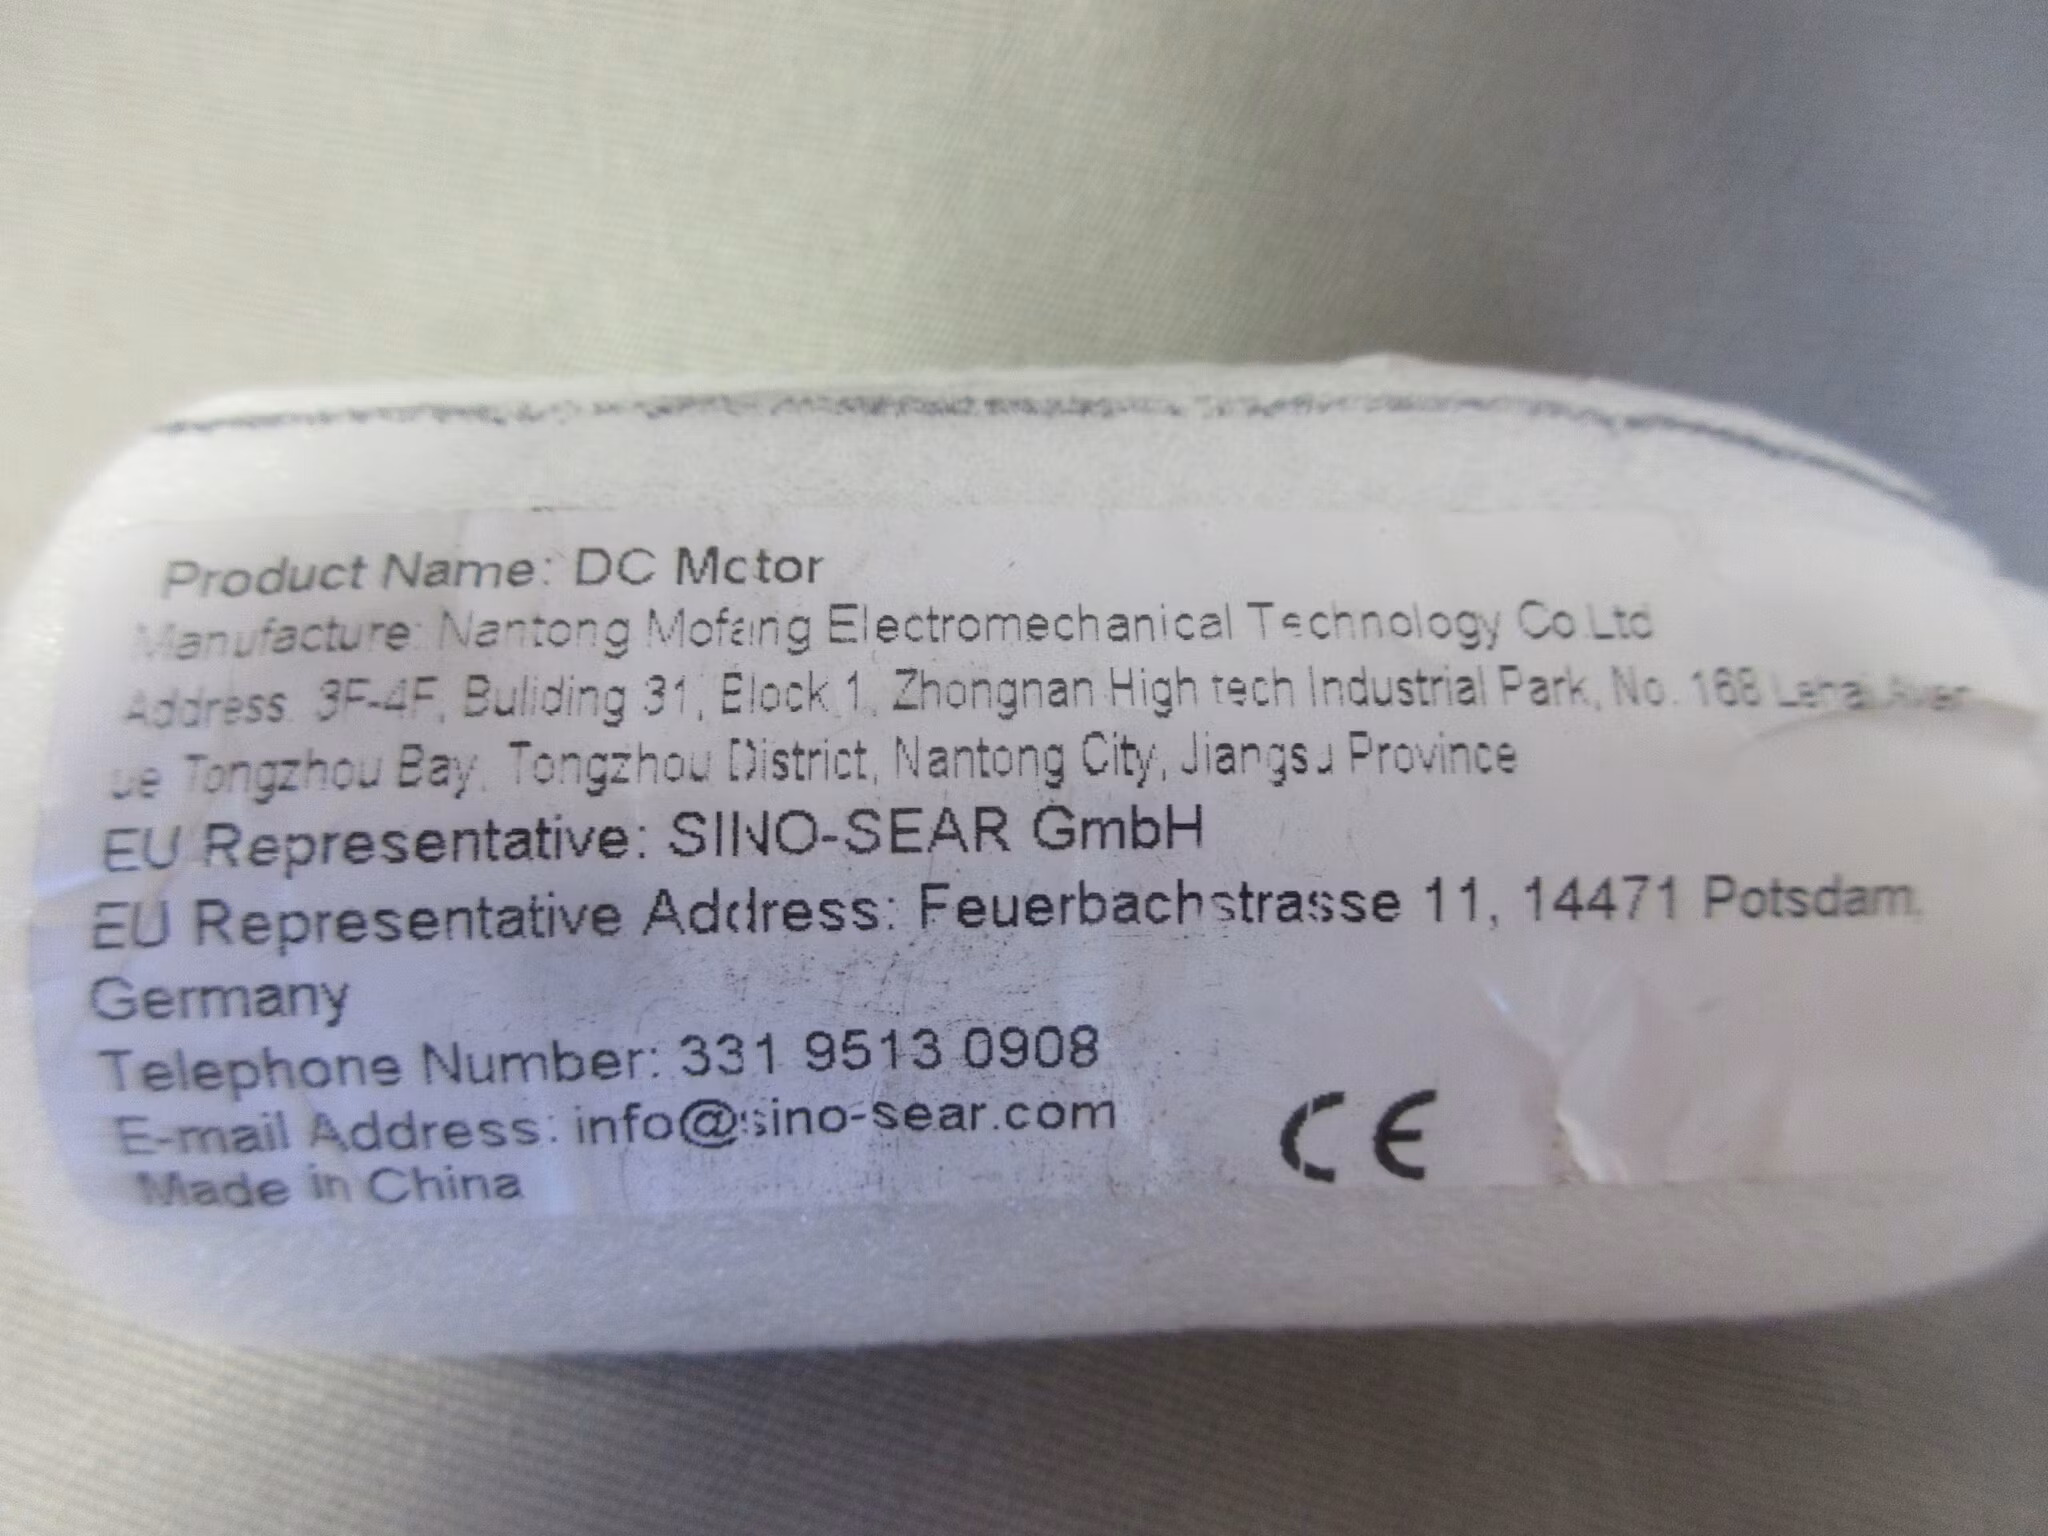 Product Name: DC Motor
Manufacture: Nantong Mofang Electromechanical Technology Co.Ltd
Address: 3F-4F, Buliding 31, Block 1, Zhongnan High tech Industrial Park, No. 168 Lehai Aven
ue Tongzhou Bay, Tongzhou District, Nantong City, Jiangsu Province
EU Representative: SINO-SEAR GmbH
EU Representative Address: Feuerbachstrasse 11, 14471 Potsdam,
Germany
Telephone Number: 331 9513 0908
E-mail Address: info@sino-sear.com
Made in China
CE